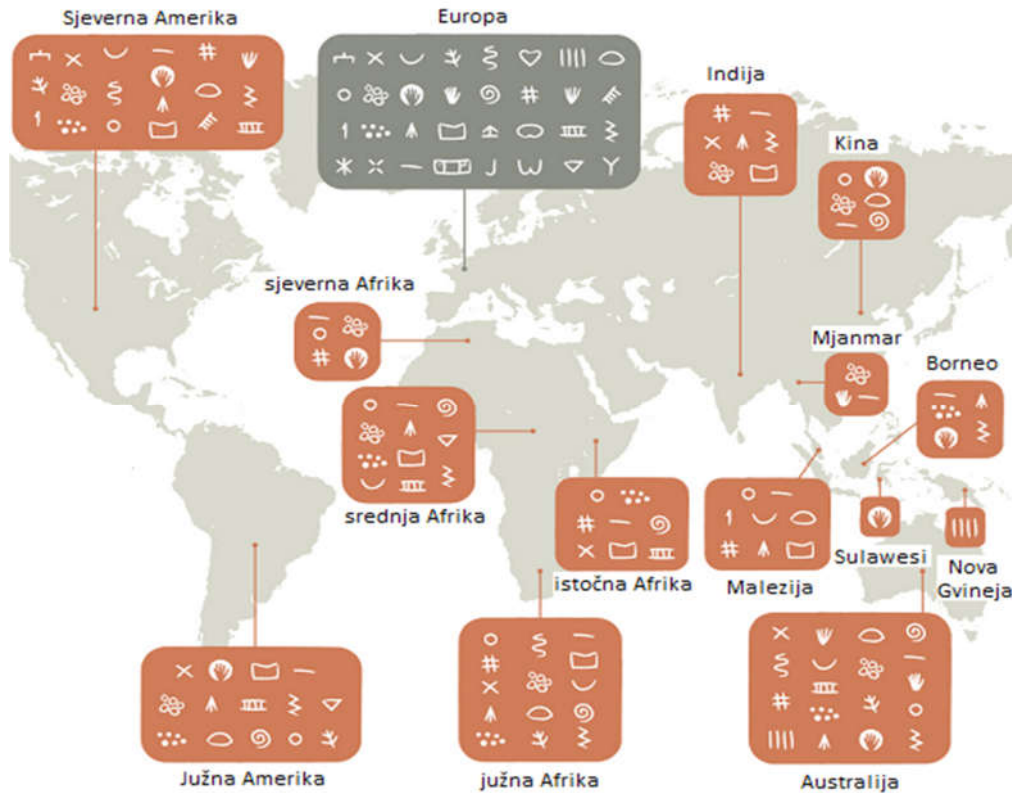 Sjeverna Amerika
Europa
Indija
Kina
sjeverna Afrika
Mjanmar
Borneo
srednja Afrika
istočna Afrika
Malezija
Sulawesi
Nova
Gvineja
Južna Amerika
južna Afrika
Australija